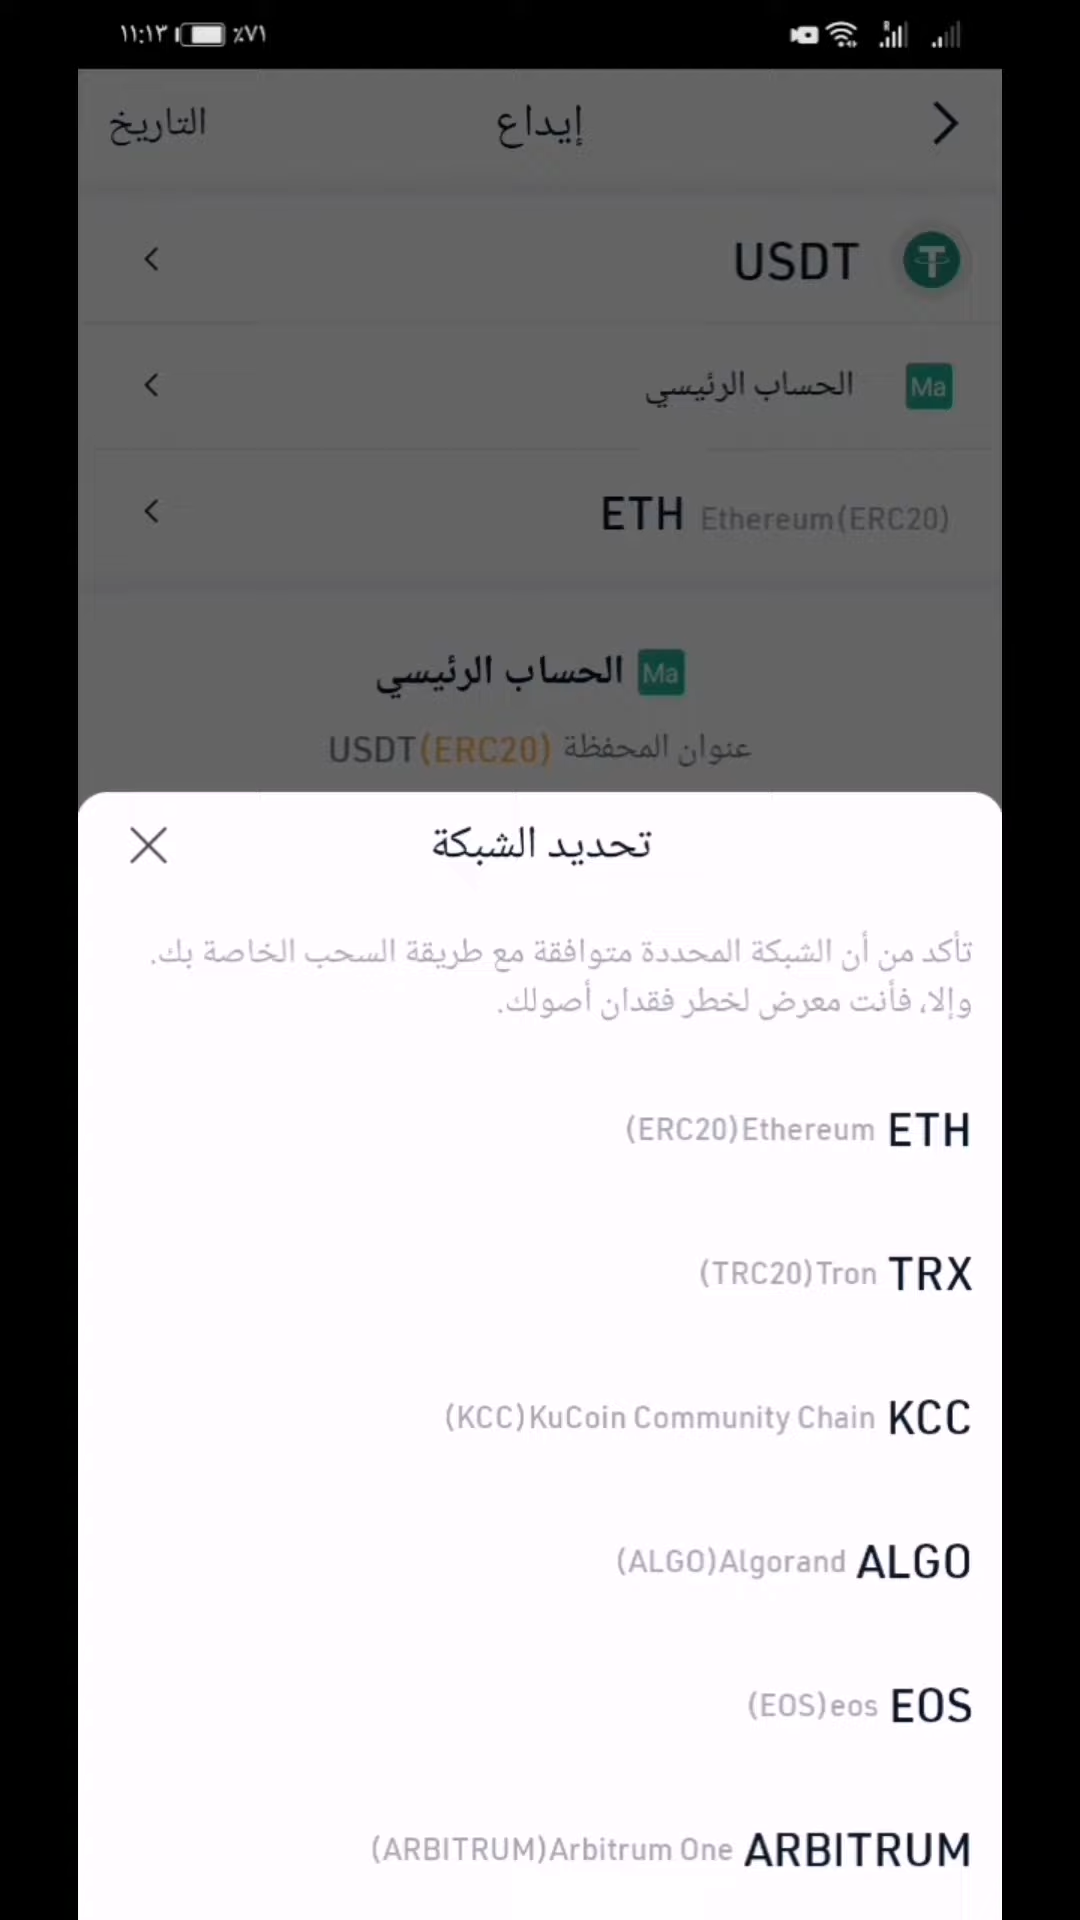 ١١:١٣ ٪٧١
إيداع
التاريخ
USDT
Ma الحساب الرئيسي
ETH Ethereum(ERC20)
Ma الحساب الرئيسي
عنوان المحفظة USDT(ERC20)
تحديد الشبكة
تأكد من أن الشبكة المحددة متوافقة مع طريقة السحب الخاصة بك.
وإلا، فأنت معرض لخطر فقدان أصولك.
ETH Ethereum(ERC20)
TRX Tron(TRC20)
KCC KuCoin Community Chain(KCC)
ALGO Algorand(ALGO)
EOS eos(EOS)
ARBITRUM Arbitrum One(ARBITRUM)